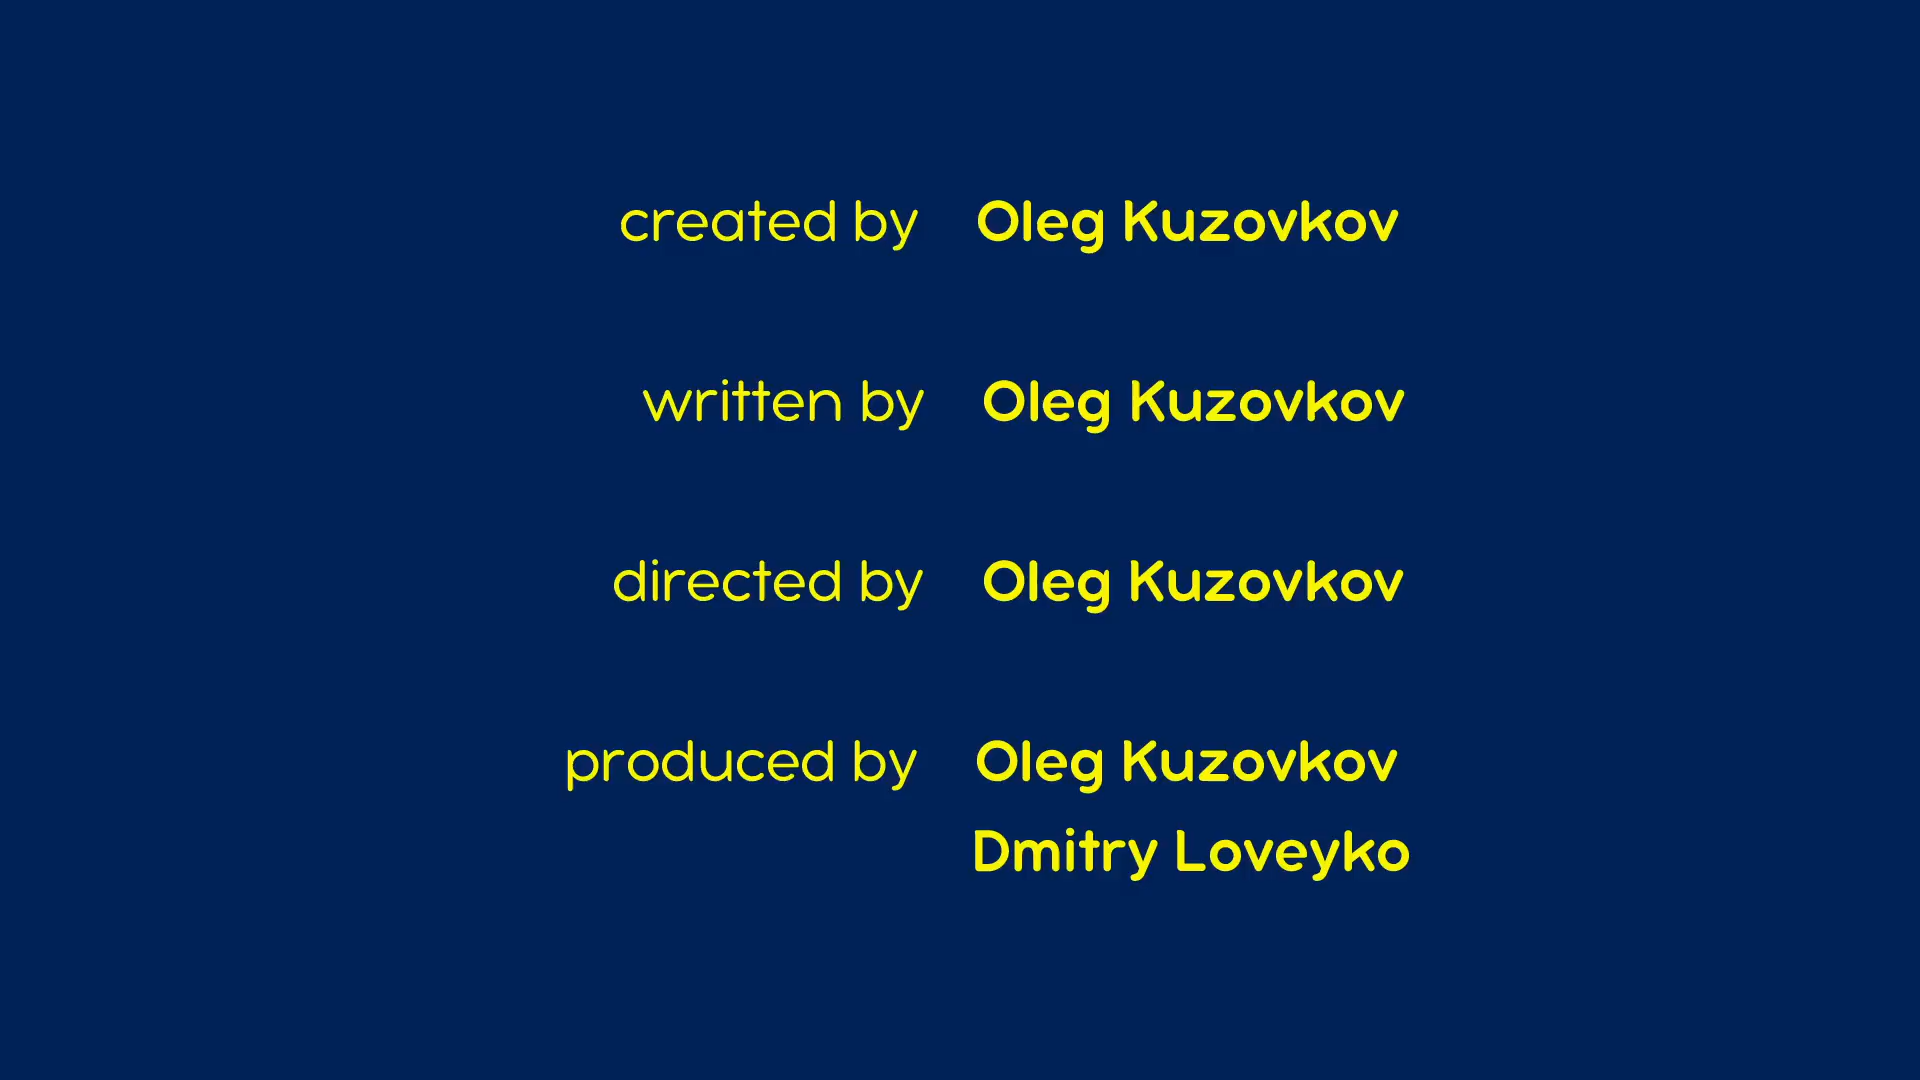 created by Oleg Kuzovkov
written by Oleg Kuzovkov
directed by Oleg Kuzovkov
produced by Oleg Kuzovkov
Dmitry Loveyko